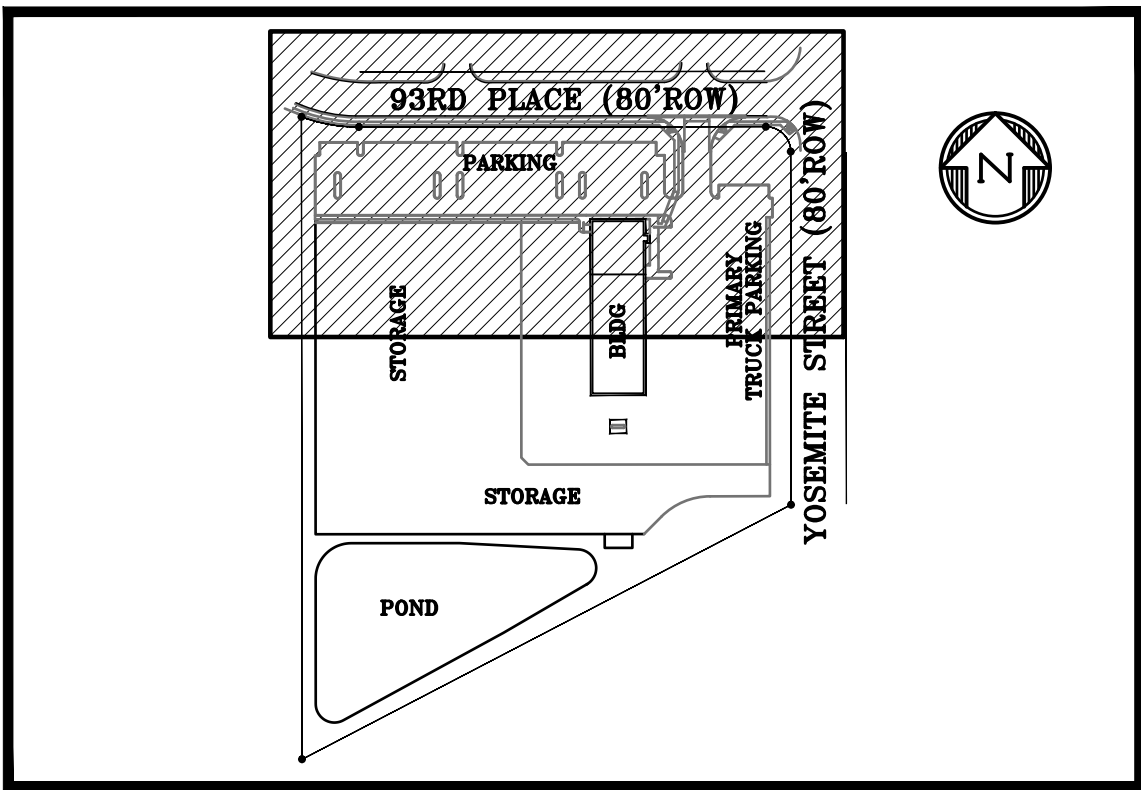 93RD PLACE (80'ROW)
PARKING
N
YOSEMITE STREET (80'ROW)
STORAGE
BLDG
PRIMARY
TRUCK PARKING
STORAGE
POND